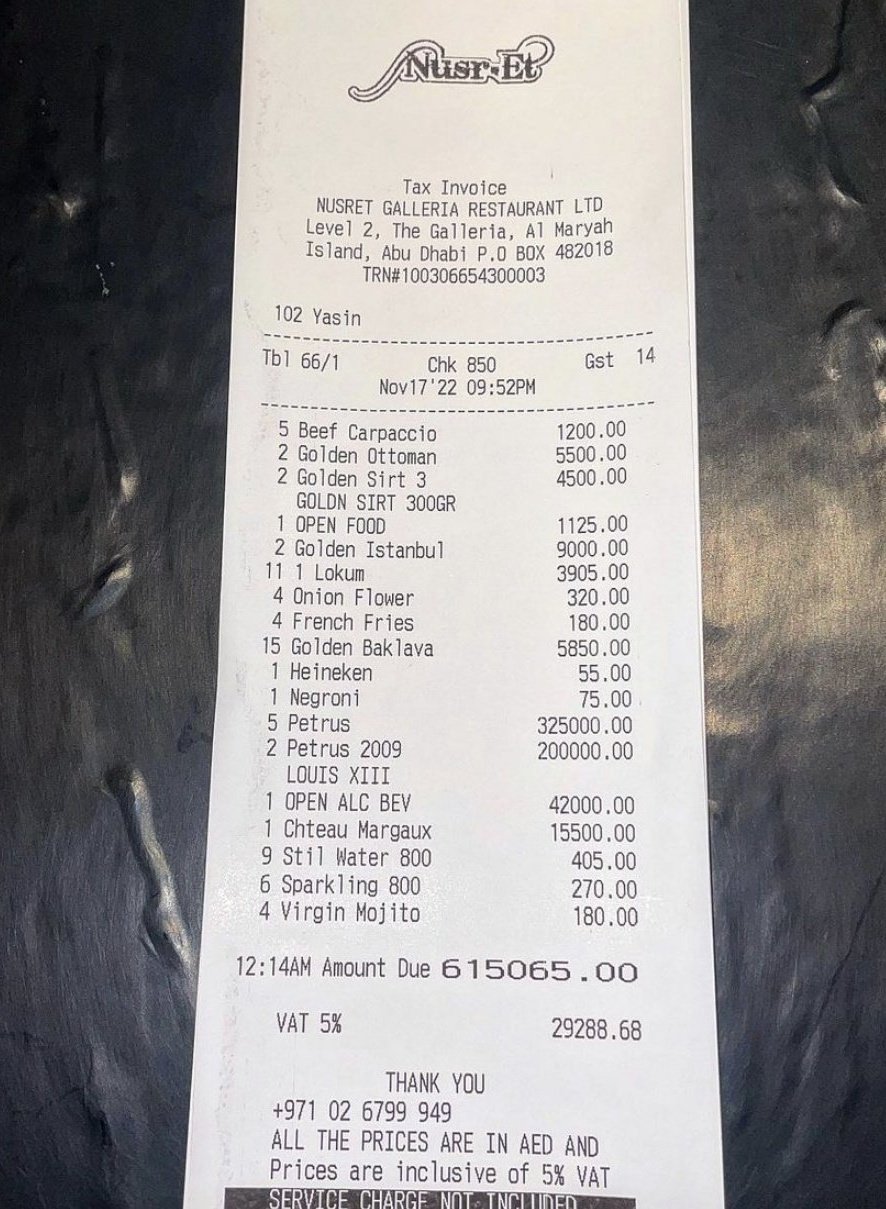 Nusr-Et
Tax Invoice
NUSRET GALLERIA RESTAURANT LTD
Level 2, The Galleria, Al Maryah
Island, Abu Dhabi P.O BOX 482018
TRN#100306654300003
102 Yasin
Tbl 66/1 Chk 850 Gst 14
Nov17'22 09:52PM
5 Beef Carpaccio 1200.00
2 Golden Ottoman 5500.00
2 Golden Sirt 3 4500.00
GOLDN SIRT 300GR
1 OPEN FOOD 1125.00
2 Golden Istanbul 9000.00
11 1 Lokum 3905.00
4 Onion Flower 320.00
4 French Fries 180.00
15 Golden Baklava 5850.00
1 Heineken 55.00
1 Negroni 75.00
5 Petrus 325000.00
2 Petrus 2009 200000.00
LOUIS XIII
1 OPEN ALC BEV 42000.00
1 Chteau Margaux 15500.00
9 Stil Water 800 405.00
6 Sparkling 800 270.00
4 Virgin Mojito 180.00
12:14AM Amount Due 615065.00
VAT 5% 29288.68
THANK YOU
+971 02 6799 949
ALL THE PRICES ARE IN AED AND
Prices are inclusive of 5% VAT
SERVICE CHARGE NOT INCLUDED